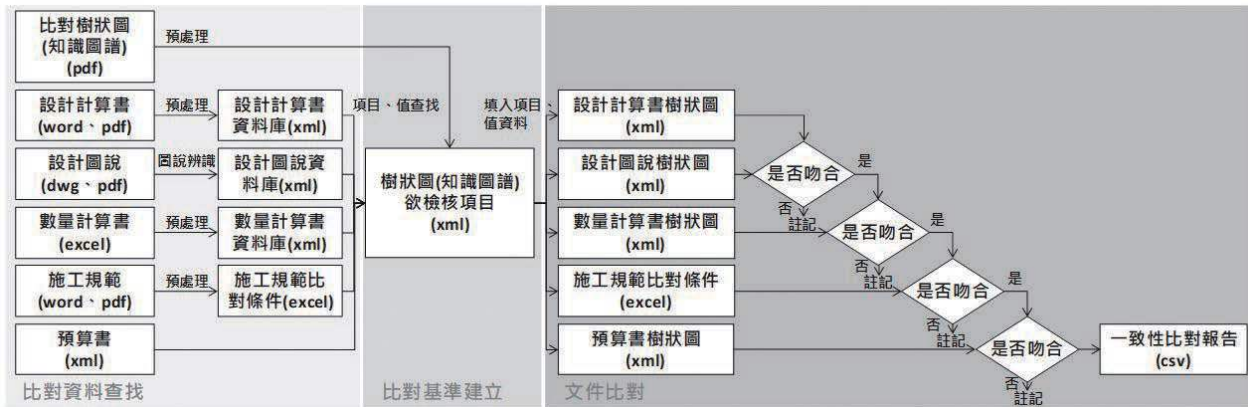 比對樹狀圖
(知識圖譜)
(pdf)
預處理
設計計算書
(word、pdf)
預處理
設計計算書
資料庫(xml)
項目、值查找
設計圖說
(dwg、pdf)
圖說辨識
設計圖說資
料庫(xml)
數量計算書
(excel)
預處理
數量計算書
資料庫(xml)
施工規範
(word、pdf)
預處理
施工規範比
對條件(excel)
預算書
(xml)
比對資料查找
樹狀圖(知識圖譜)
欲檢核項目
(xml)
比對基準建立
填入項目、
值資料
設計計算書樹狀圖
(xml)
設計圖說樹狀圖
(xml)
是否吻合
是
否
註記
數量計算書樹狀圖
(xml)
是否吻合
是
否
註記
施工規範比對條件
(excel)
是否吻合
是
否
註記
預算書樹狀圖
(xml)
是否吻合
否
註記
一致性比對報告
(csv)
文件比對